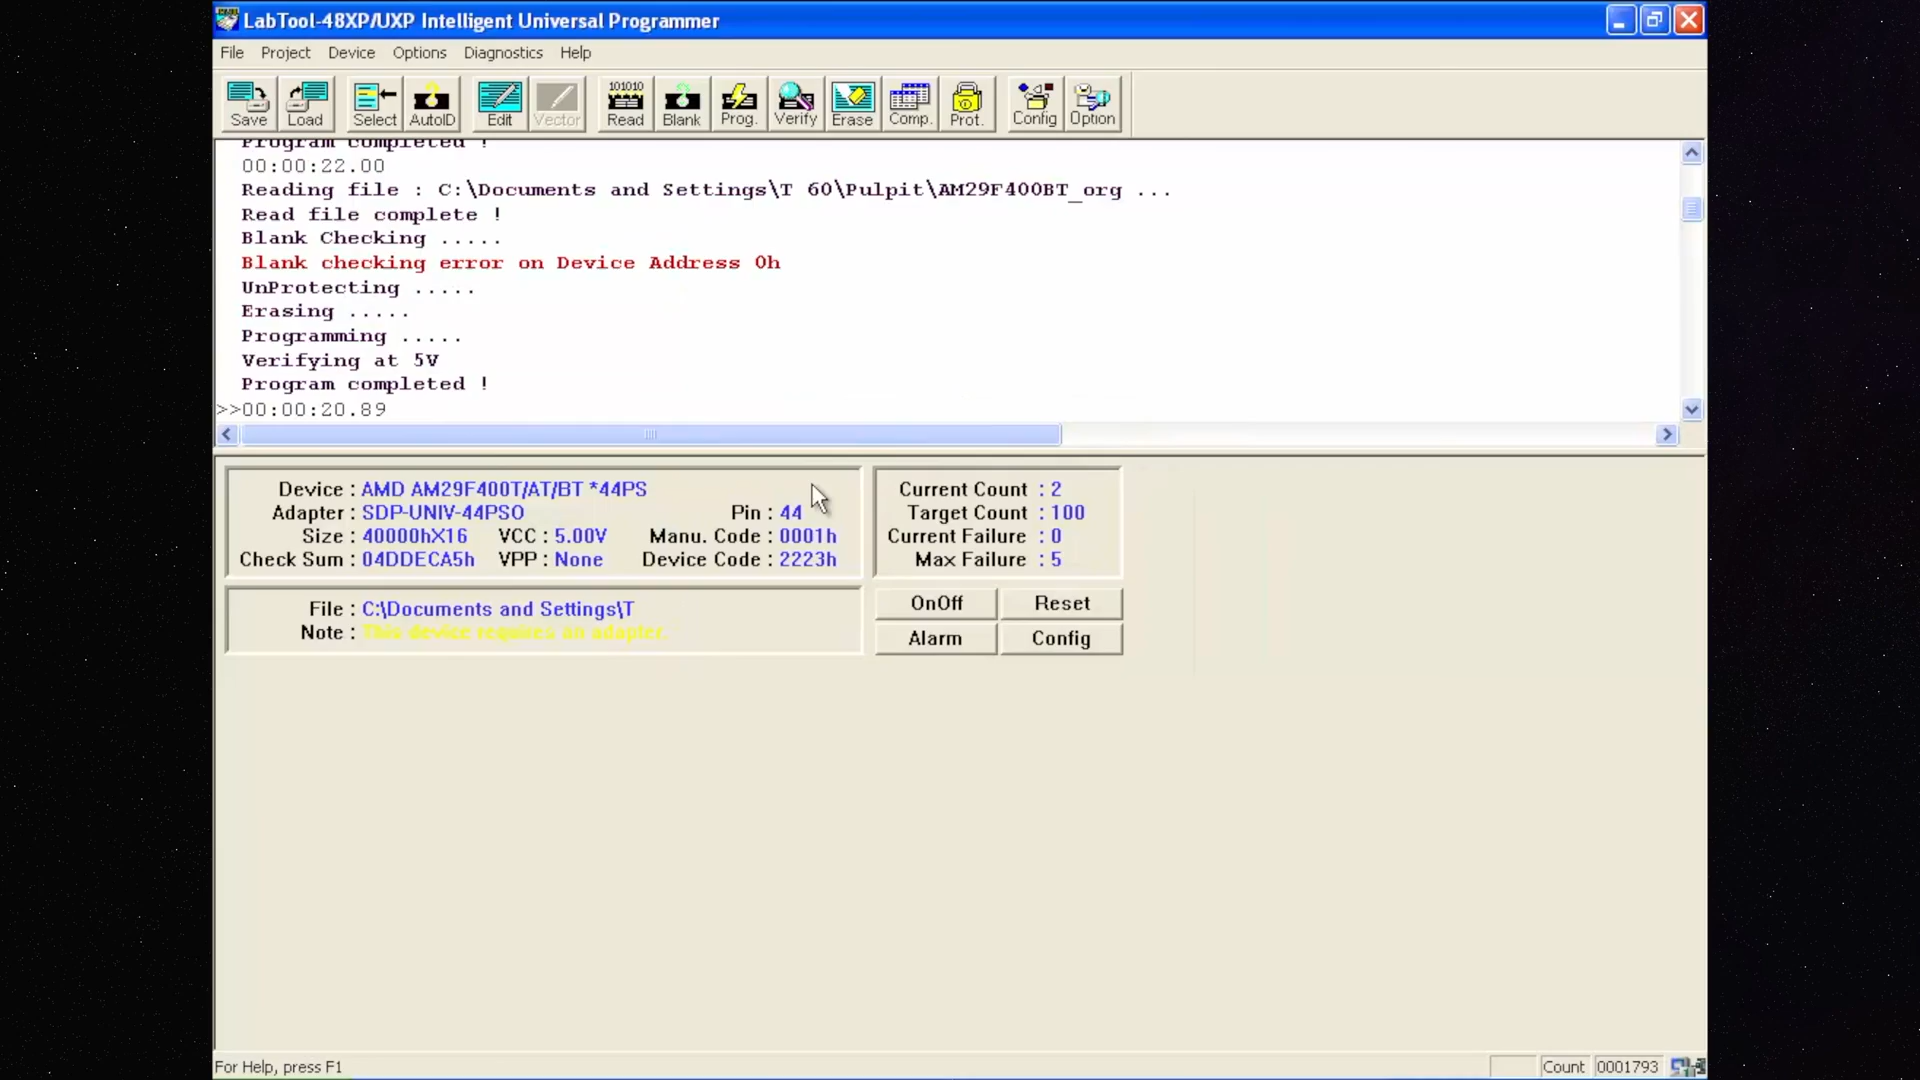 LabTool-48XP/UXP Intelligent Universal Programmer
File Project Device Options Diagnostics Help
101010
Save Load Select AutoID Edit Vector Read Blank Prog. Verify Erase Comp. Prot. Config Option
Program completed !
00:00:22.00
Reading file : C:\Documents and Settings\T 60\Pulpit\AM29F400BT_org ...
Read file complete !
Blank Checking .....
Blank checking error on Device Address 0h
UnProtecting .....
Erasing .....
Programming .....
Verifying at 5V
Program completed !
>>00:00:20.89
Device : AMD AM29F400T/AT/BT *44PS
Adapter : SDP-UNIV-44PSO Pin : 44
Size : 40000hX16 VCC : 5.00V Manu. Code : 0001h
Check Sum : 04DDECA5h VPP : None Device Code : 2223h
Current Count : 2
Target Count : 100
Current Failure : 0
Max Failure : 5
File : C:\Documents and Settings\T
Note : This device requires an adapter.
OnOff Reset
Alarm Config
For Help, press F1
Count 0001793